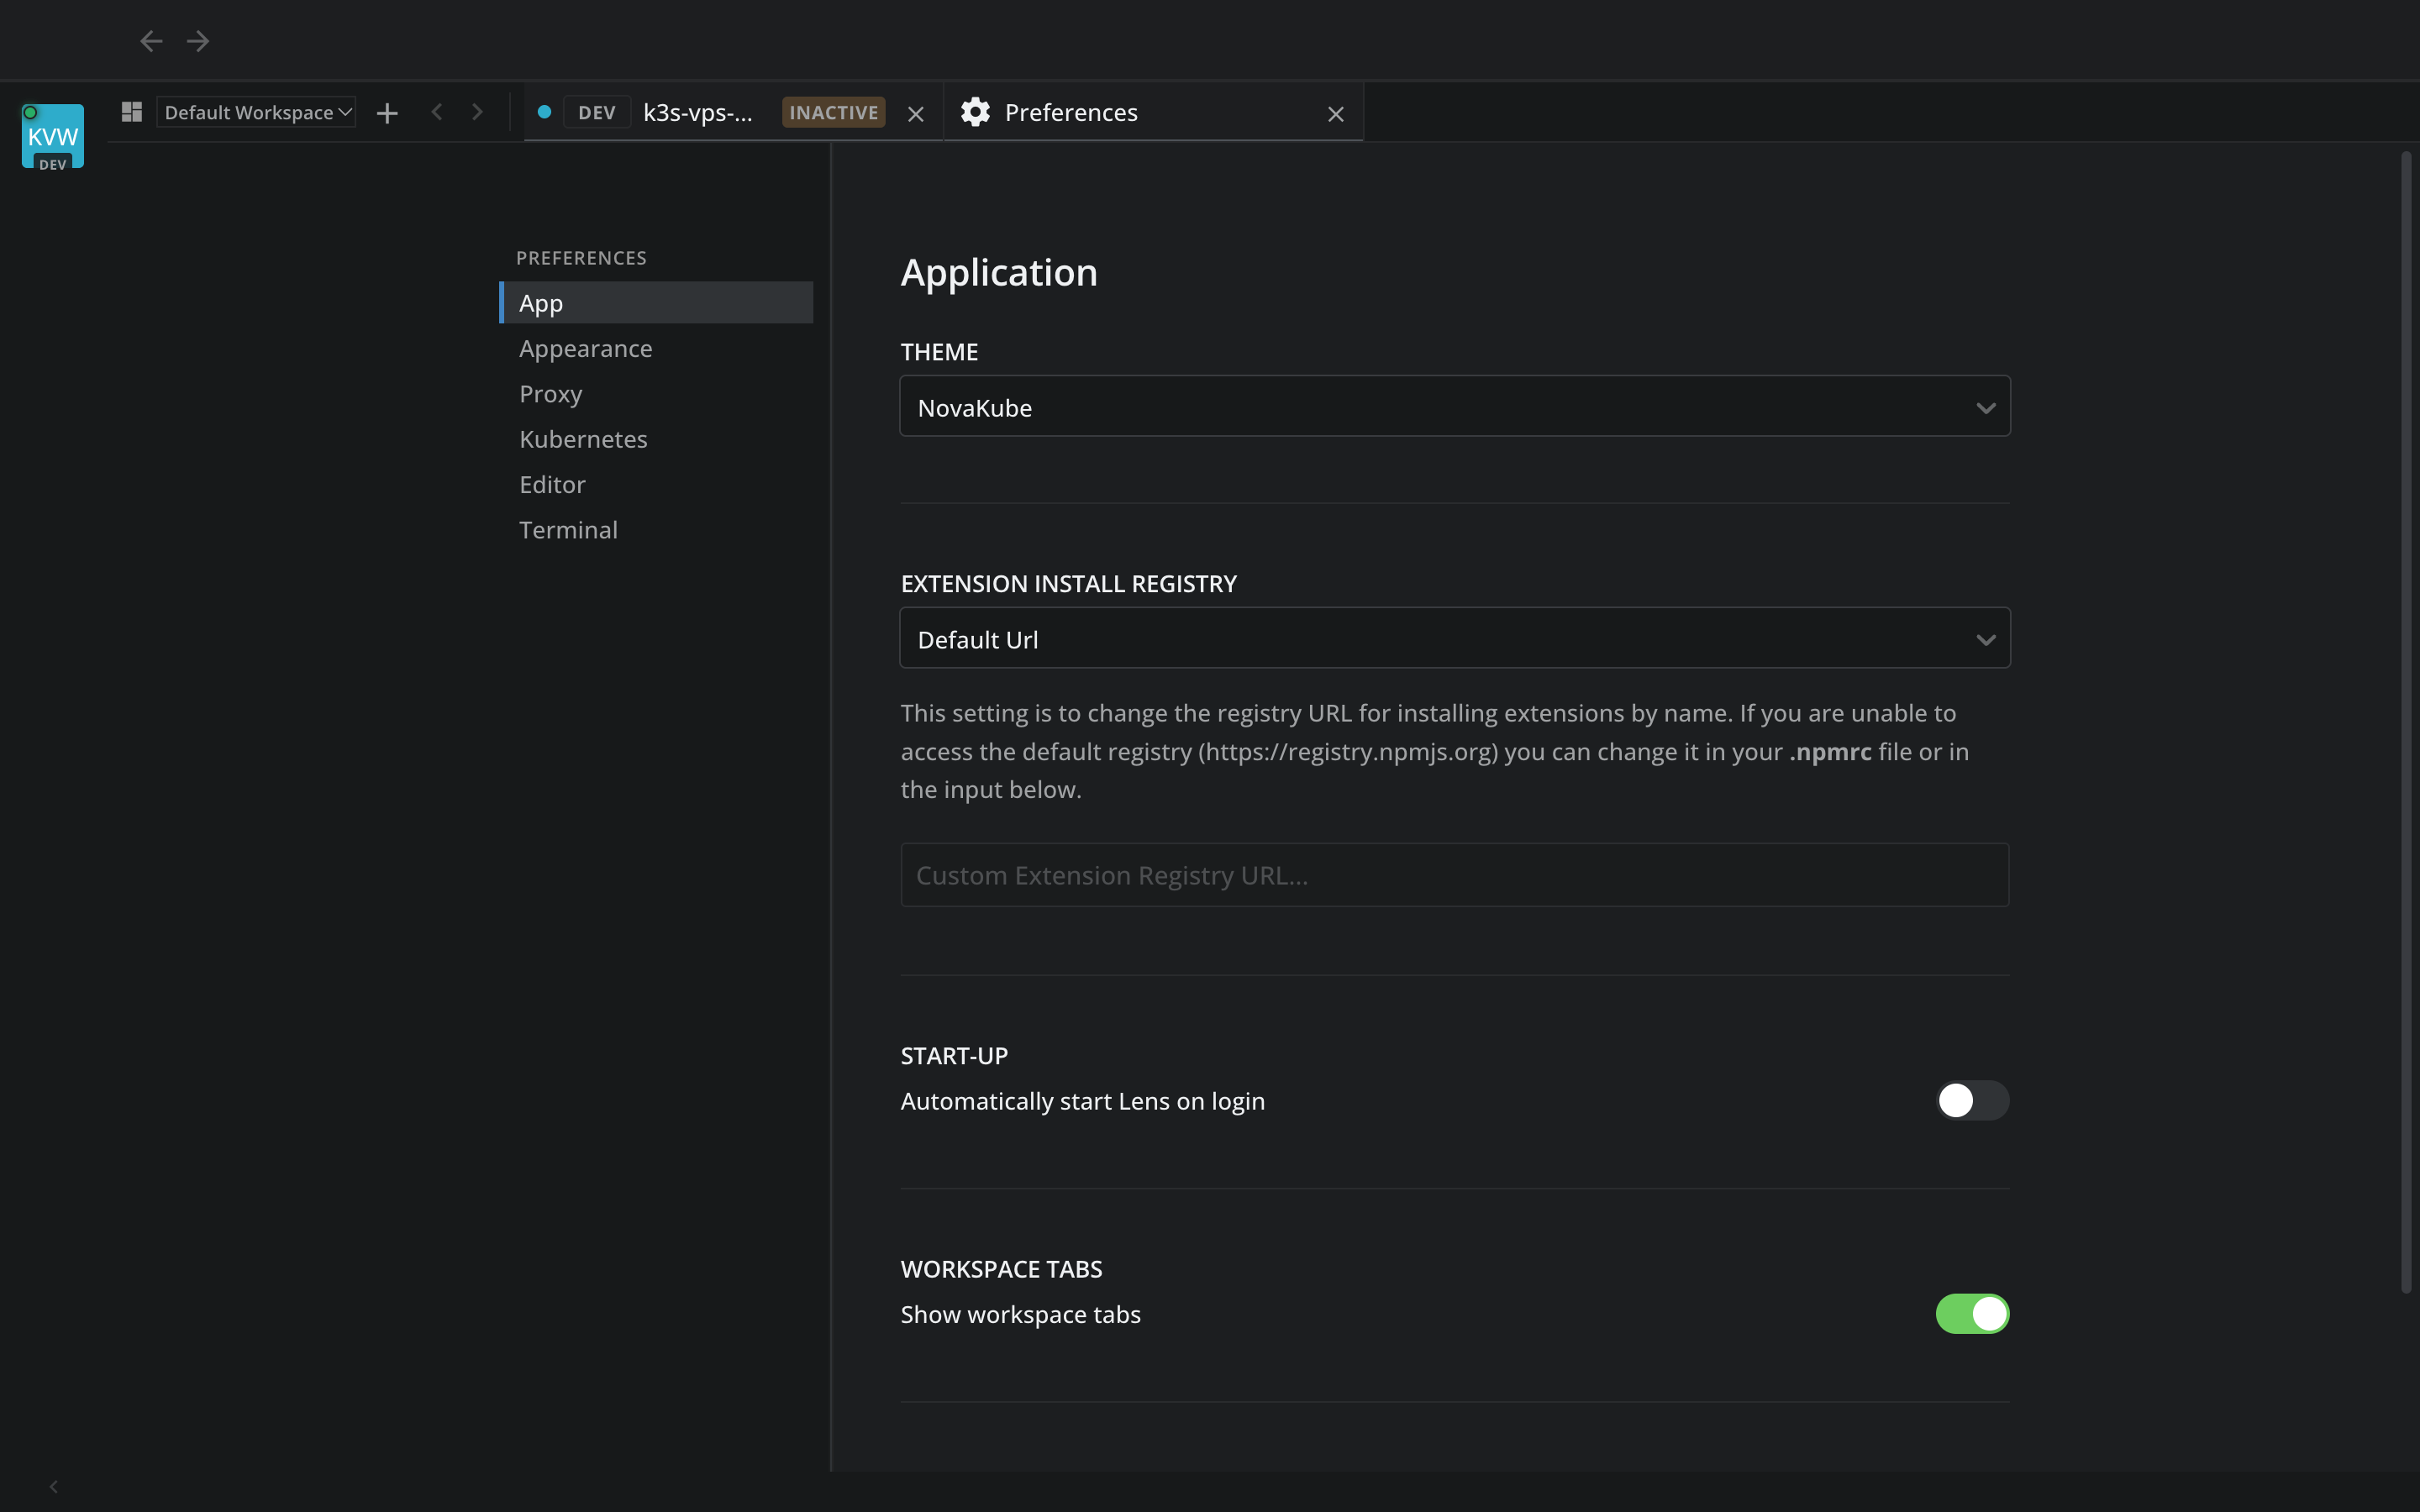 KVW
DEV
Default Workspace
DEV
k3s-vps-...
INACTIVE
Preferences
PREFERENCES
App
Appearance
Proxy
Kubernetes
Editor
Terminal
Application
THEME
NovaKube
EXTENSION INSTALL REGISTRY
Default Url
This setting is to change the registry URL for installing extensions by name. If you are unable to
access the default registry (https://registry.npmjs.org) you can change it in your .npmrc file or in
the input below.
Custom Extension Registry URL...
START-UP
Automatically start Lens on login
WORKSPACE TABS
Show workspace tabs